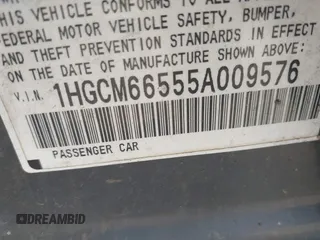 THIS VEHICLE CONFORMS TO ALL
FEDERAL MOTOR VEHICLE SAFETY, BUMPER,
AND THEFT PREVENTION STANDARDS IN EFFECT
ON THE DATE OF MANUFACTURE SHOWN ABOVE.
V.I.N. 1HGCM66555A009576
PASSENGER CAR
DREAMBID